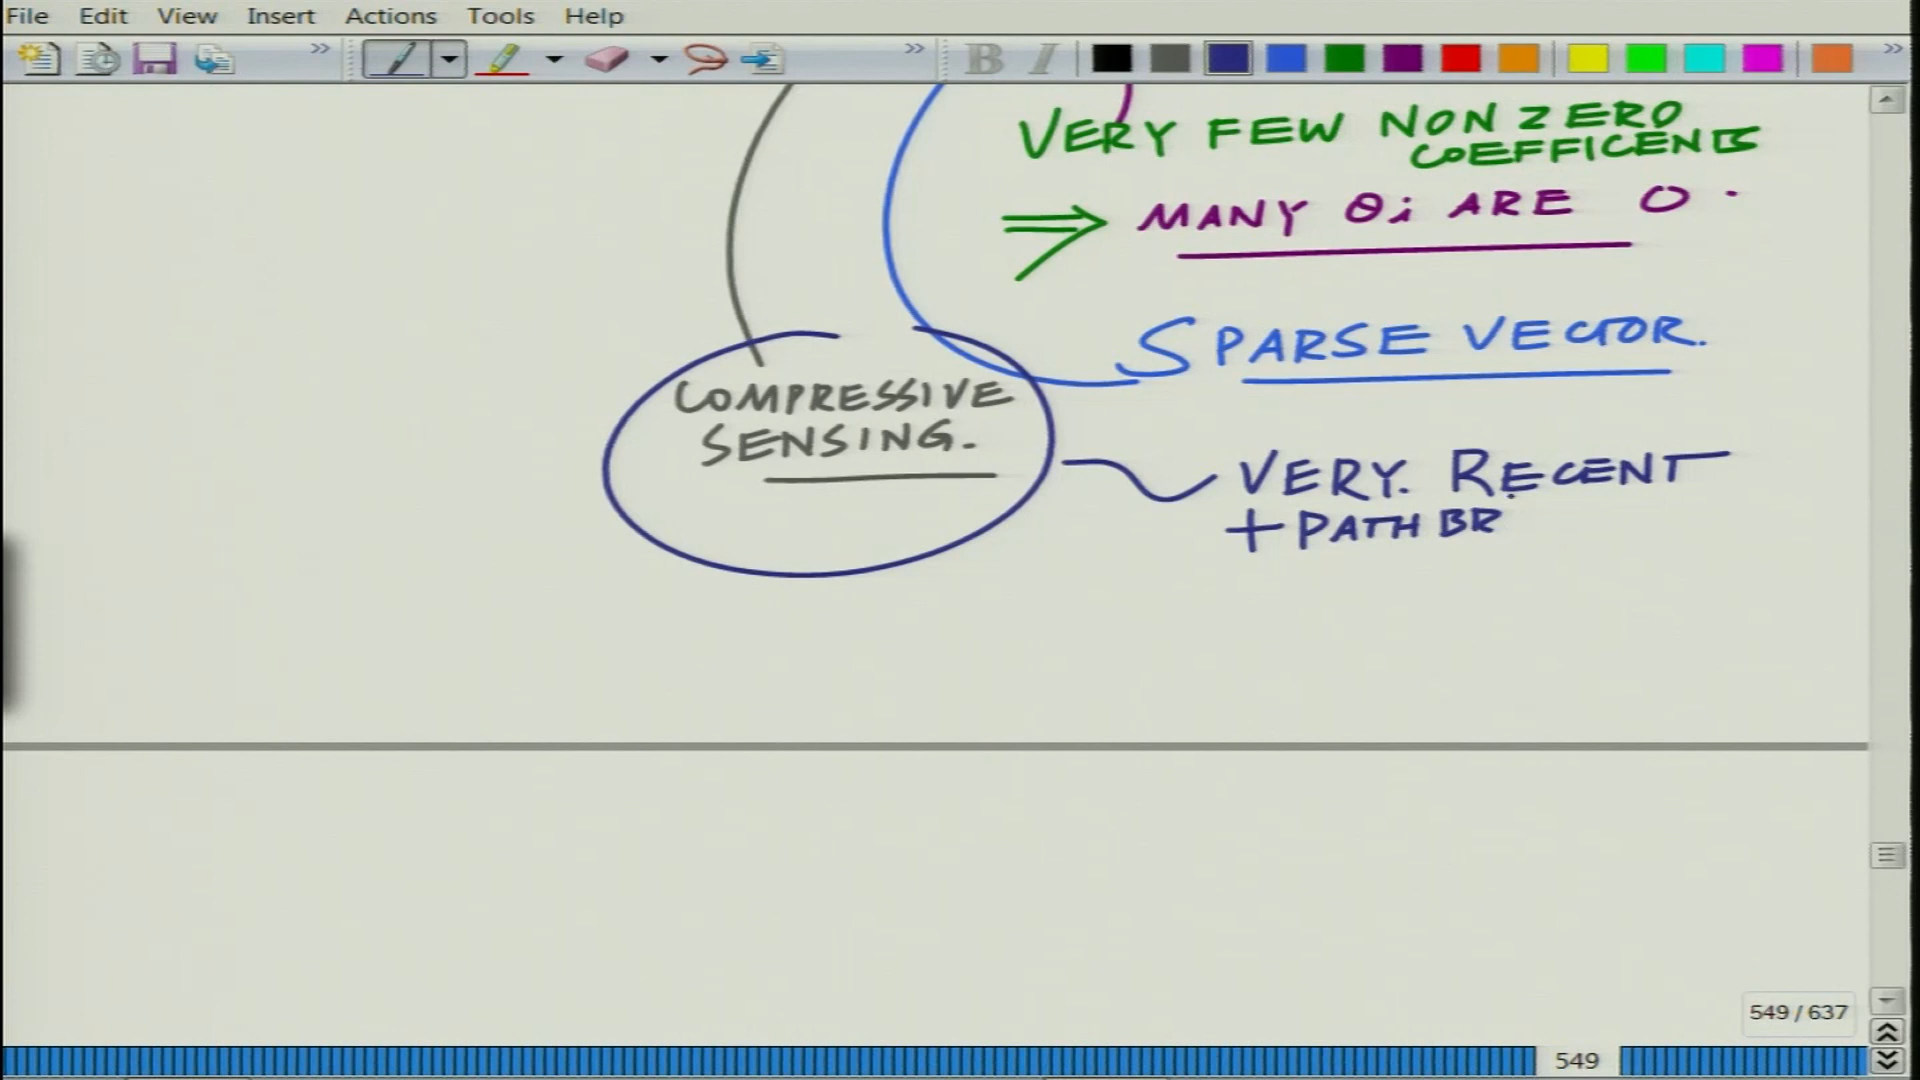 File Edit View Insert Actions Tools Help
VERY FEW NON ZERO
COEFFICENTS
⇒ MANY θi ARE 0.
SPARSE VECTOR.
COMPRESSIVE
SENSING.
VERY. RECENT
+ PATH BR
549 / 637
549